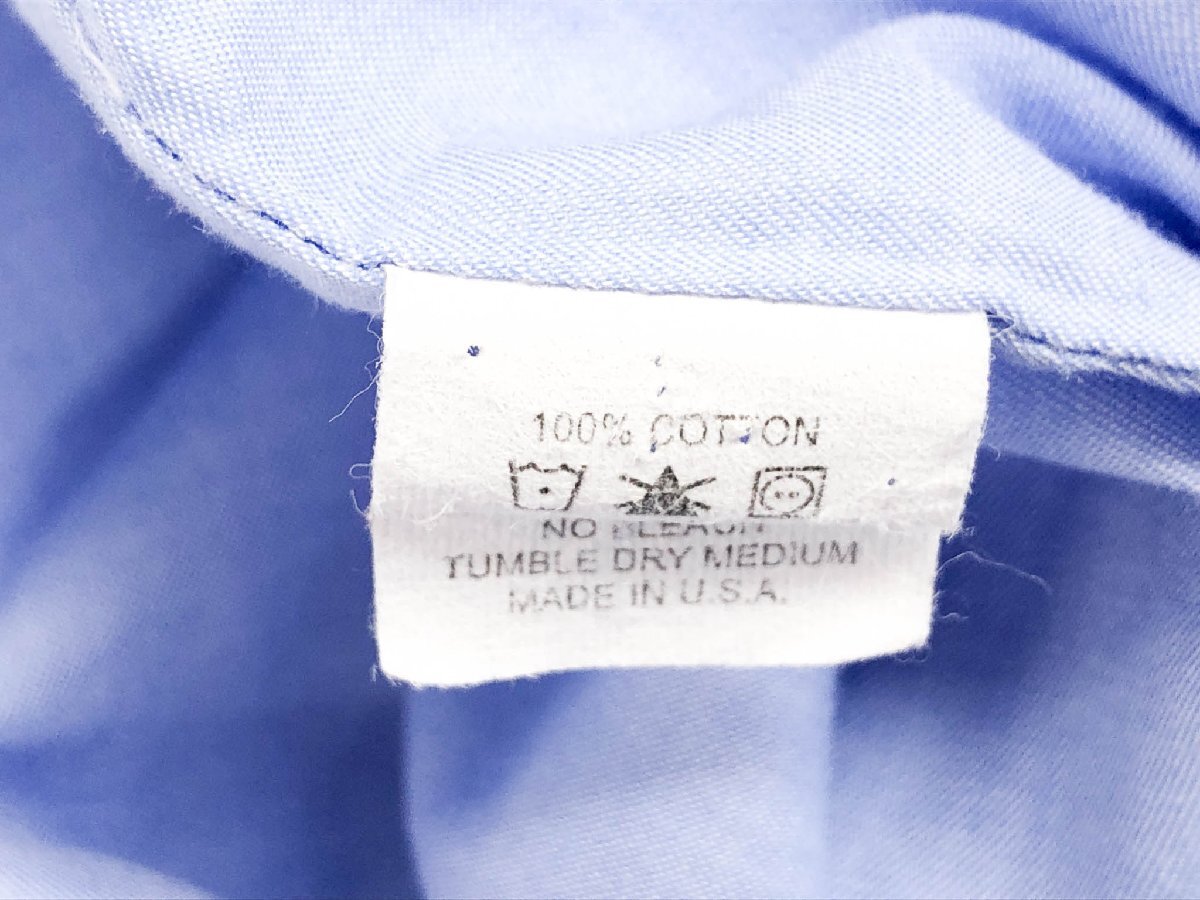 100% COTTON
NO BLEACH
TUMBLE DRY MEDIUM
MADE IN U.S.A.